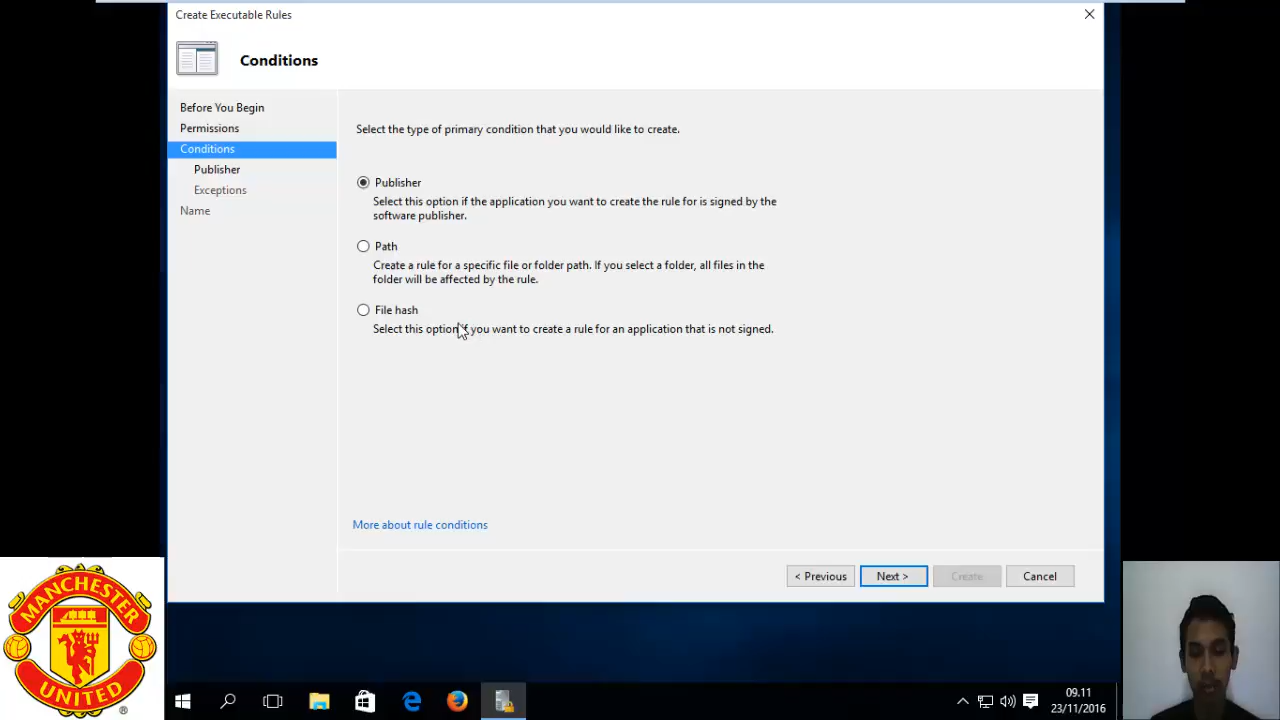 Create Executable Rules
Conditions
Before You Begin
Permissions
Conditions
Publisher
Exceptions
Name
Select the type of primary condition that you would like to create.
Publisher
Select this option if the application you want to create the rule for is signed by the
software publisher.
Path
Create a rule for a specific file or folder path. If you select a folder, all files in the
folder will be affected by the rule.
File hash
Select this option if you want to create a rule for an application that is not signed.
More about rule conditions
< Previous
Next >
Create
Cancel
MANCHESTER
UNITED
®
09.11
23/11/2016